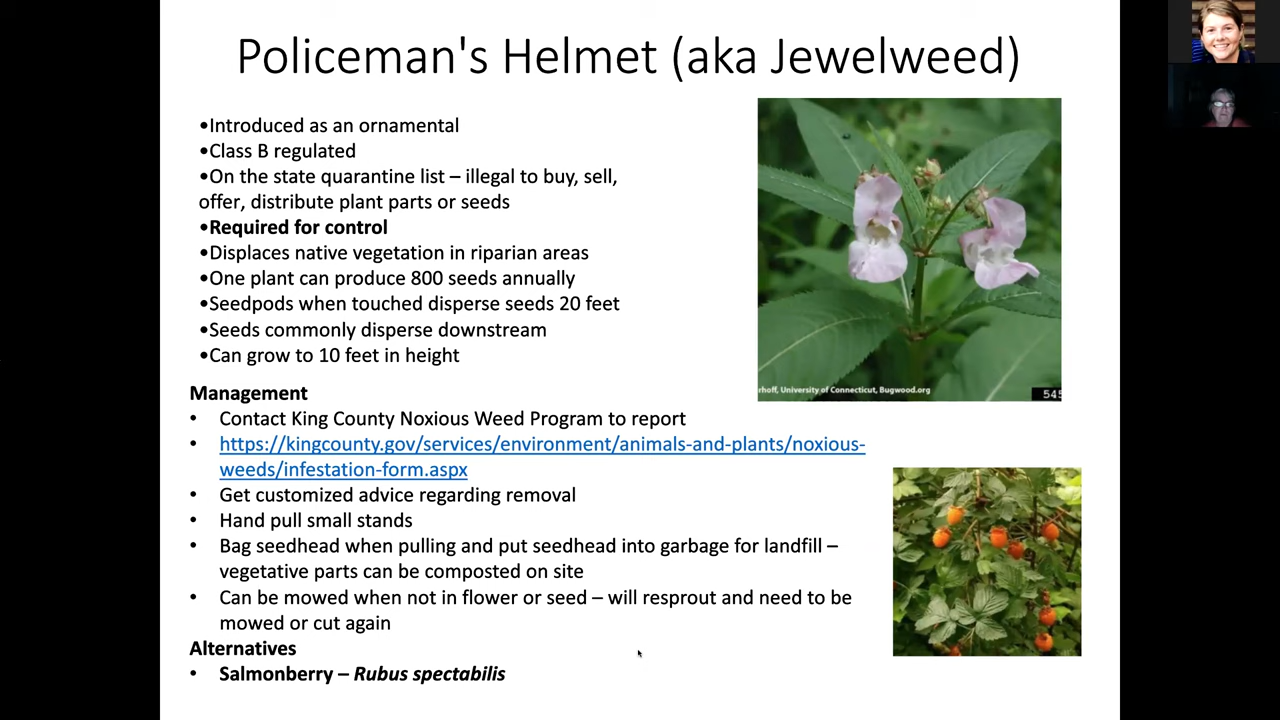 Policeman's Helmet (aka Jewelweed)
•Introduced as an ornamental
•Class B regulated
•On the state quarantine list – illegal to buy, sell,
offer, distribute plant parts or seeds
•Required for control
•Displaces native vegetation in riparian areas
•One plant can produce 800 seeds annually
•Seedpods when touched disperse seeds 20 feet
•Seeds commonly disperse downstream
•Can grow to 10 feet in height
rhoff, University of Connecticut, Bugwood.org
545
Management
• Contact King County Noxious Weed Program to report
• https://kingcounty.gov/services/environment/animals-and-plants/noxious-
weeds/infestation-form.aspx
• Get customized advice regarding removal
• Hand pull small stands
• Bag seedhead when pulling and put seedhead into garbage for landfill –
vegetative parts can be composted on site
• Can be mowed when not in flower or seed – will resprout and need to be
mowed or cut again
Alternatives
• Salmonberry – Rubus spectabilis